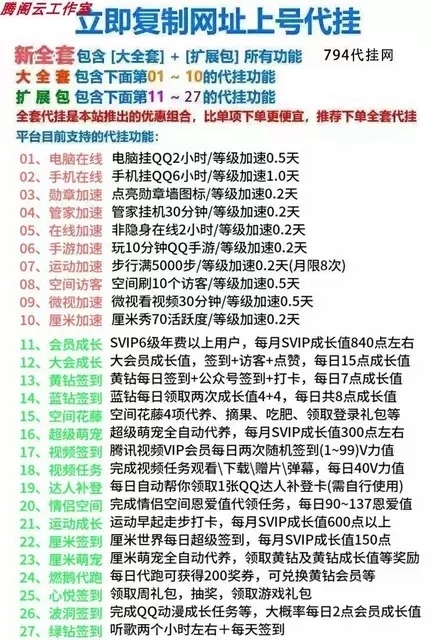 腾阁云工作室
立即复制网址上号代挂
新全套包含 [大全套] + [扩展包] 所有功能 794代挂网
大 全 套 包含下面第01 ~ 10的代挂功能
扩 展 包 包含下面第11 ~ 27的代挂功能
全套代挂是本站推出的优惠组合，比单项下单更便宜，推荐下单全套代挂
平台目前支持的代挂功能：
01、电脑在线 电脑挂QQ2小时/等级加速0.5天
02、手机在线 手机挂QQ6小时/等级加速1.0天
03、勋章加速 点亮勋章墙图标/等级加速0.2天
04、管家加速 管家挂机30分钟/等级加速0.2天
05、在线加速 非隐身在线2小时/等级加速0.2天
06、手游加速 玩10分钟QQ手游/等级加速0.2天
07、运动加速 步行满5000步/等级加速0.2天(月限8次)
08、空间访客 空间刷10个访客/等级加速0.5天
09、微视加速 微视看视频30分钟/等级加速0.5天
10、厘米加速 厘米秀70活跃度/等级加速0.2天
11、会员成长 SVIP6级年费以上用户，每月SVIP成长值840点左右
12、大会成长 大会员成长值，签到+访客+点赞，每日15点成长值
13、黄钻签到 黄钻每日签到+公众号签到+打卡，每日7点成长值
14、蓝钻签到 蓝钻每日领取两次成长值4+4，每日共8点成长值
15、空间花藤 空间花藤4项代养、摘果、吃肥、领取登录礼包等
16、超级萌宠 超级萌宠全自动代养，每月SVIP成长值300点左右
17、视频签到 腾讯视频VIP会员每日两次随机签到(1~99)V力值
18、视频任务 完成视频任务观看\下载\赠片\弹幕，每日40V力值
19、达人补登 每日自动帮你领取1张QQ达人补登卡(需自行使用)
20、情侣空间 完成情侣空间恩爱值代领任务，每日90~137恩爱值
21、运动成长 运动早起走步打卡，每月SVIP成长值600点以上
22、厘米签到 厘米世界每日超级签到，每月SVIP成长值150点
23、厘米萌宠 厘米萌宠全自动代养，领取黄钻及黄钻成长值等奖励
24、燃鹅代跑 每日代跑可获得200奖券，可兑换黄钻会员等
25、心悦签到 领取周礼包，抽奖，领取游戏礼包
26、波洞签到 完成QQ动漫成长任务等，大概率每日2点会员成长值
27、绿钻签到 听歌两个小时左右＋每天签到